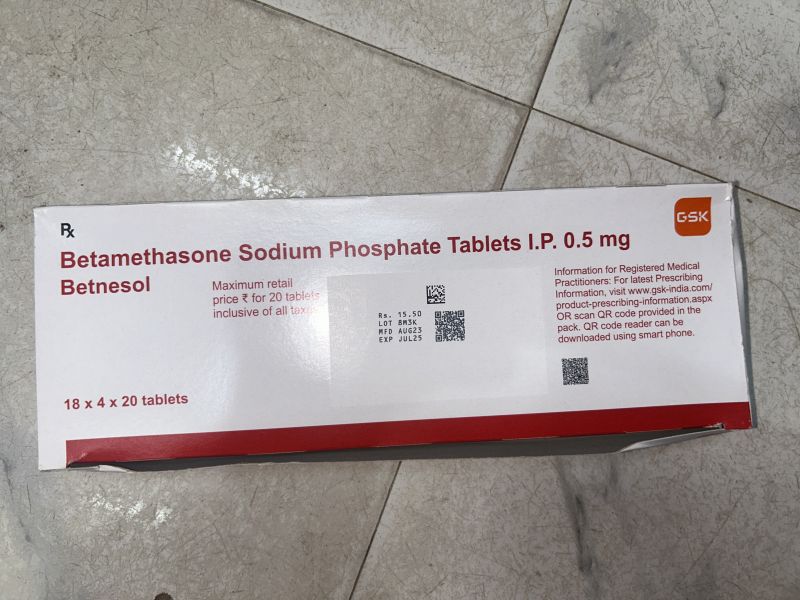 Rx
GSK
Betamethasone Sodium Phosphate Tablets I.P. 0.5 mg
Betnesol
Maximum retail
price ₹ for 20 tablets
inclusive of all taxes
Rs. 15.50
LOT 8M3K
MFD AUG23
EXP JUL25
Information for Registered Medical
Practitioners: For latest Prescribing
Information, visit www.gsk-india.com/
product-prescribing-information.aspx
OR scan QR code provided in the
pack. QR code reader can be
downloaded using smart phone.
18 x 4 x 20 tablets